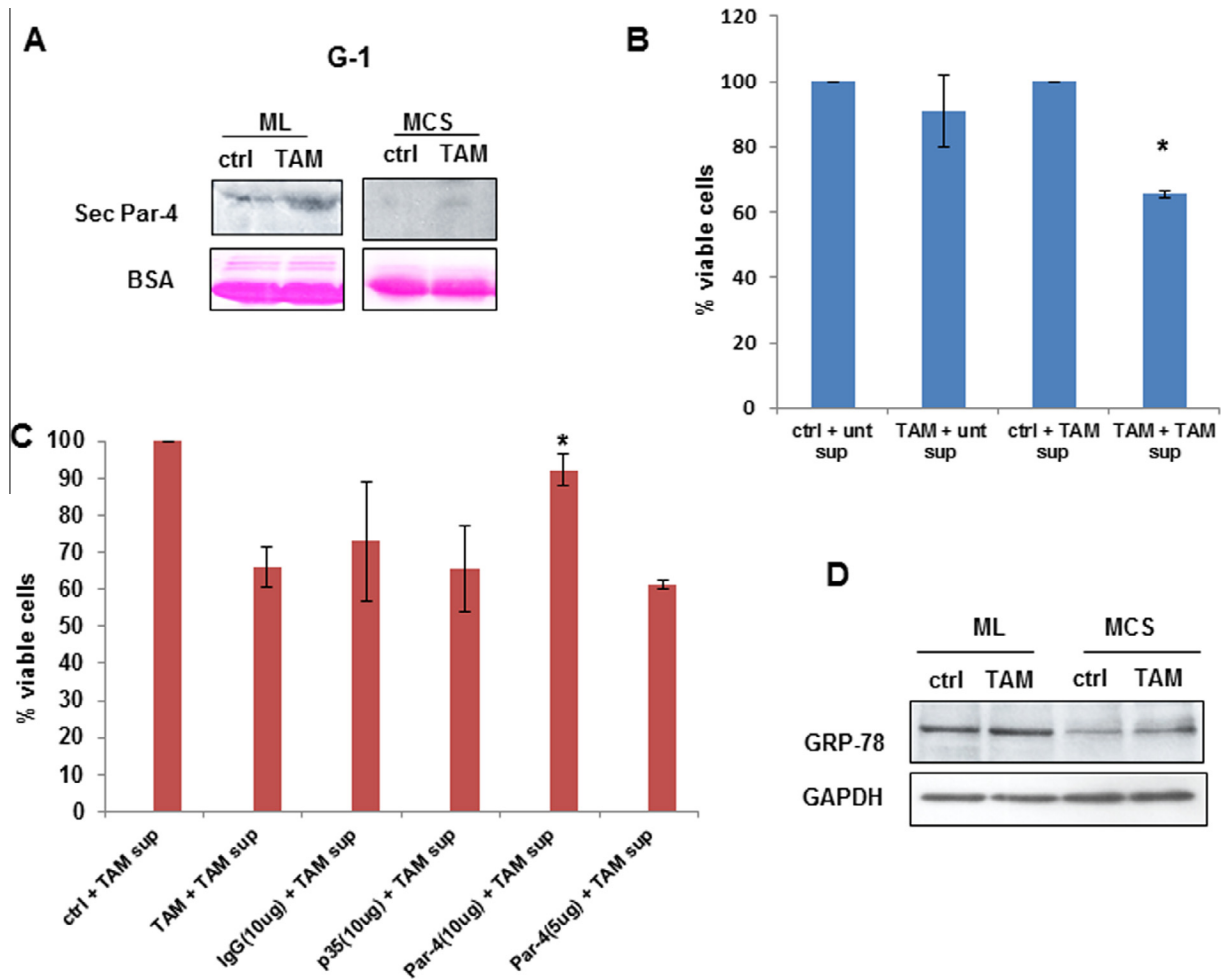 A
G-1
ML
MCS
ctrl TAM
ctrl TAM
Sec Par-4
BSA
B
% viable cells
120
100
80
60
40
20
0
ctrl + unt sup
TAM + unt sup
ctrl + TAM sup
TAM + TAM sup
*
C
% viable cells
100
90
80
70
60
50
40
30
20
10
0
*
ctrl + TAM sup
TAM + TAM sup
IgG(10ug) + TAM sup
p35(10ug) + TAM sup
Par-4(10ug) + TAM sup
Par-4(5ug) + TAM sup
D
ML
MCS
ctrl TAM ctrl TAM
GRP-78
GAPDH